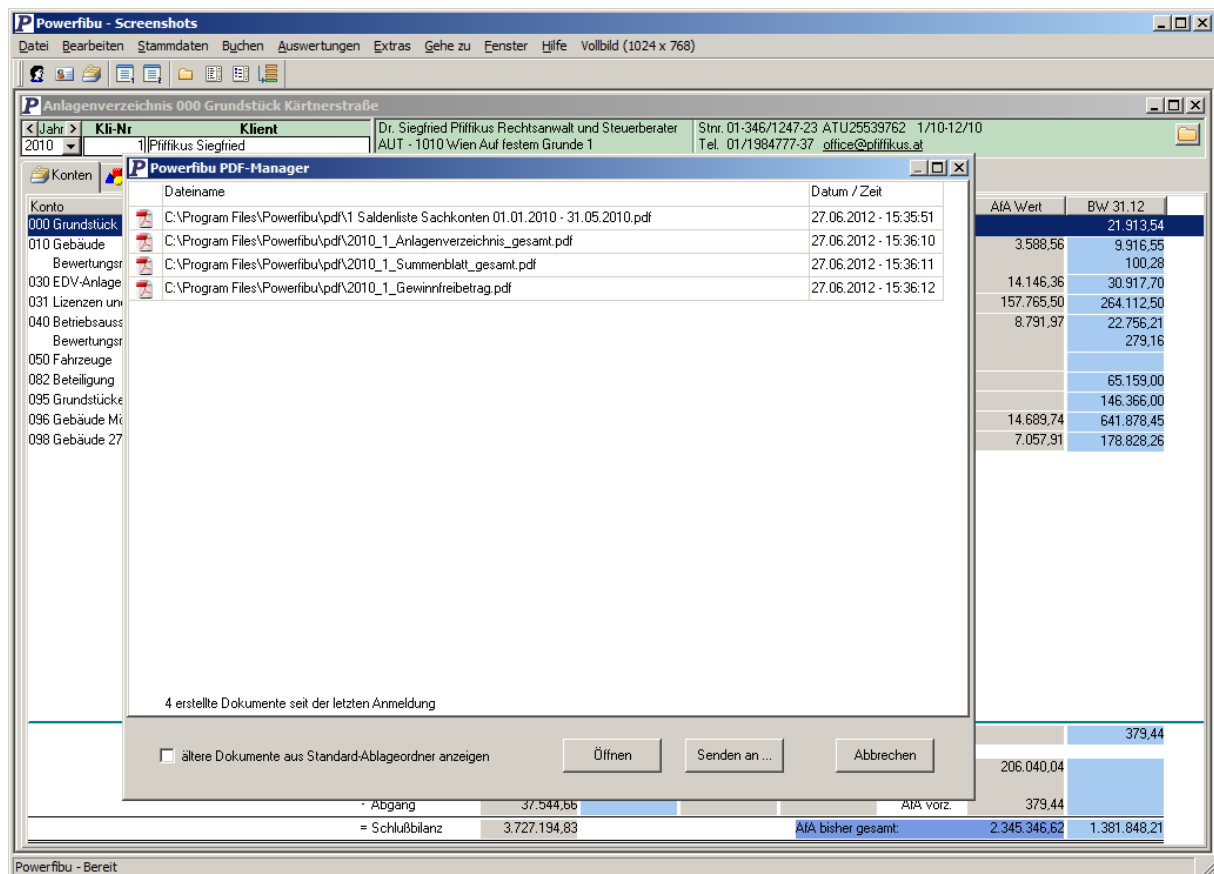 Powerfibu - Screenshots
Datei Bearbeiten Stammdaten Buchen Auswertungen Extras Gehe zu Fenster Hilfe Vollbild (1024 x 768)
Anlagenverzeichnis 000 Grundstück Kärtnerstraße
< Jahr > Kli-Nr Klient Dr. Siegfried Pfiffikus Rechtsanwalt und Steuerberater Stnr. 01-346/1247-23 ATU25539762 1/10-12/10
2010 1 Pfiffikus Siegfried AUT - 1010 Wien Auf festem Grunde 1 Tel. 01/1984777-37 office@pfiffikus.at
Konten
Powerfibu PDF-Manager
Dateiname Datum / Zeit
C:\Program Files\Powerfibu\pdf\1 Saldenliste Sachkonten 01.01.2010 - 31.05.2010.pdf 27.06.2012 - 15:35:51
C:\Program Files\Powerfibu\pdf\2010_1_Anlagenverzeichnis_gesamt.pdf 27.06.2012 - 15:36:10
C:\Program Files\Powerfibu\pdf\2010_1_Summenblatt_gesamt.pdf 27.06.2012 - 15:36:11
C:\Program Files\Powerfibu\pdf\2010_1_Gewinnfreibetrag.pdf 27.06.2012 - 15:36:12
4 erstellte Dokumente seit der letzten Anmeldung
ältere Dokumente aus Standard-Ablageordner anzeigen Öffnen Senden an ... Abbrechen
Konto AfA Wert BW 31.12
000 Grundstück 21.913,54
010 Gebäude 3.588,56 9.916,55
Bewertungsr 100,28
030 EDV-Anlage 14.146,36 30.917,70
031 Lizenzen un 157.765,50 264.112,50
040 Betriebsauss 8.791,97 22.756,21
Bewertungsr 279,16
050 Fahrzeuge
082 Beteiligung 65.159,00
095 Grundstücke 146.366,00
096 Gebäude Mö 14.689,74 641.878,45
098 Gebäude 27 7.057,91 178.828,26
379,44
206.040,04
- Abgang 37.544,66 AfA vorz. 379,44
= Schlußbilanz 3.727.194,83 AfA bisher gesamt: 2.345.346,62 1.381.848,21
Powerfibu - Bereit